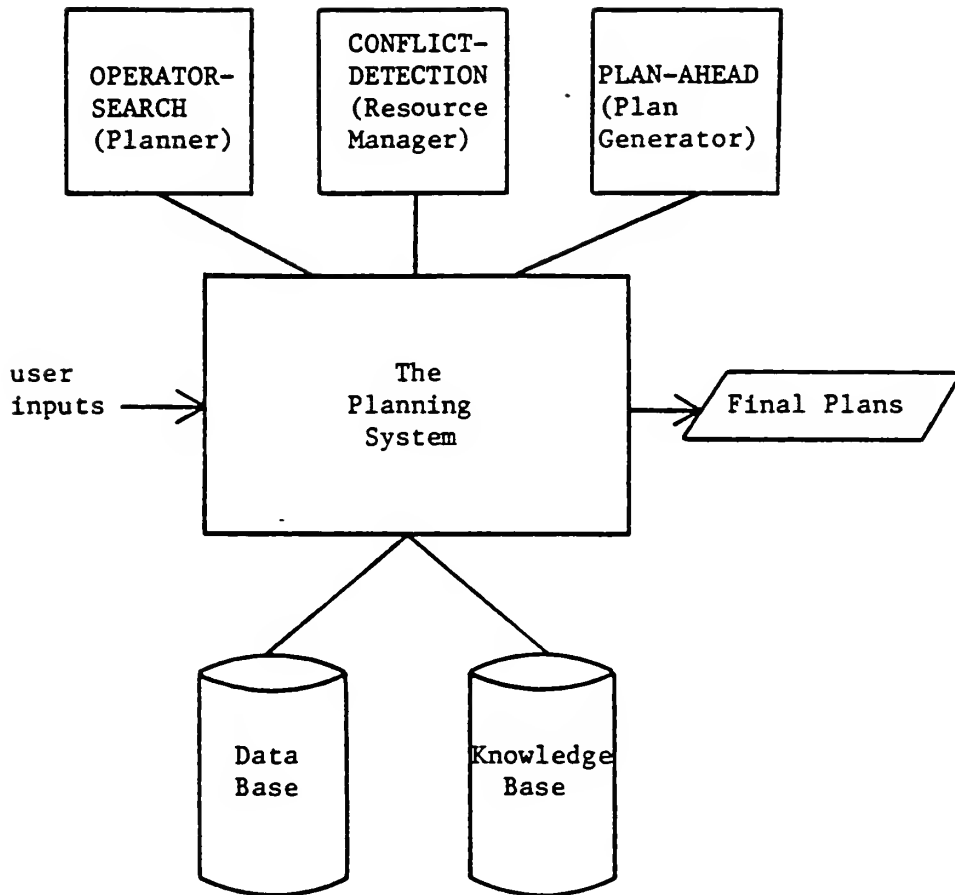 OPERATOR-
SEARCH
(Planner)
CONFLICT-
DETECTION
(Resource
Manager)
PLAN-AHEAD
(Plan
Generator)
user
inputs
The
Planning
System
Final Plans
Data
Base
Knowledge
Base